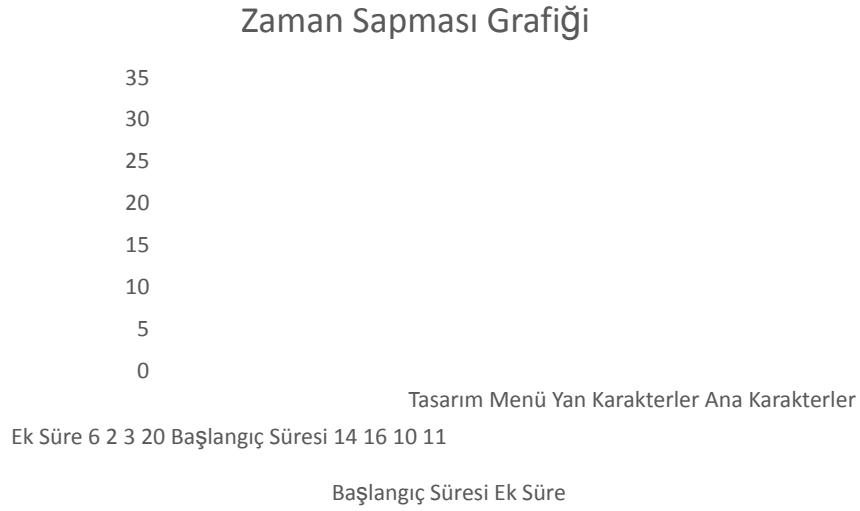 Zaman Sapması Grafiği
35
30
25
20
15
10
5
0
Tasarım Menü Yan Karakterler Ana Karakterler
Ek Süre 6 2 3 20 Başlangıç Süresi 14 16 10 11
Başlangıç Süresi Ek Süre